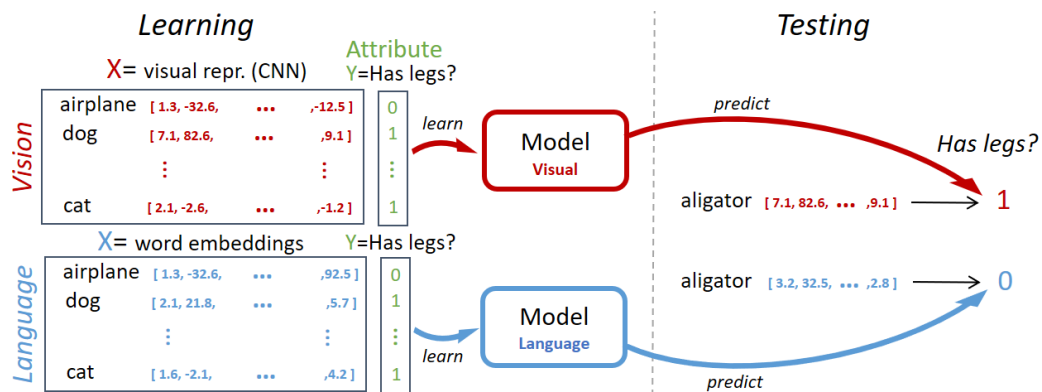 Learning
Testing
Attribute
X= visual repr. (CNN)
Y=Has legs?
Vision
airplane [ 1.3, -32.6, ... ,-12.5 ] 0
dog [ 7.1, 82.6, ... ,9.1 ] 1
⋮ ⋮ ⋮
cat [ 2.1, -2.6, ... ,-1.2 ] 1
learn
Model
Visual
predict
Has legs?
aligator [ 7.1, 82.6, ... ,9.1 ] 1
X= word embeddings
Y=Has legs?
Language
airplane [ 1.3, -32.6, ... ,92.5 ] 0
dog [ 2.1, 21.8, ... ,5.7 ] 1
⋮ ⋮ ⋮
cat [ 1.6, -2.1, ... ,4.2 ] 1
learn
Model
Language
predict
aligator [ 3.2, 32.5, ... ,2.8 ] 0